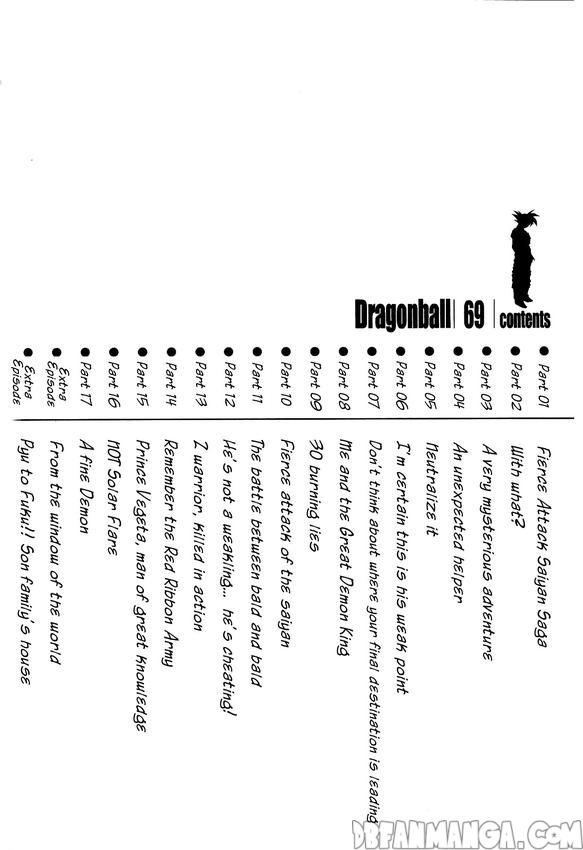 Dragonball | 69 | contents
● Part 01 Fierce Attack Saiyan Saga
● Part 02 With what?
● Part 03 A very mysterious adventure
● Part 04 An unexpected helper
● Part 05 Neutralize it
● Part 06 I'm certain this is his weak point
● Part 07 Don't think about where your final destination is leading
● Part 08 Me and the Great Demon King
● Part 09 30 burning lies
● Part 10 Fierce attack of the saiyan
● Part 11 The battle between bald and bald
● Part 12 He's not a weakling... he's cheating!
● Part 13 I warrior, killed in action
● Part 14 Remember the Red Ribbon Army
● Part 15 Prince Vegeta, man of great knowledge
● Part 16 NOT Solar Flare
● Part 17 A fine Demon
● Extra Episode From the window of the world
● Extra Episode Pyu to Fuku!! Son family's house
DBFANMANGA.COM